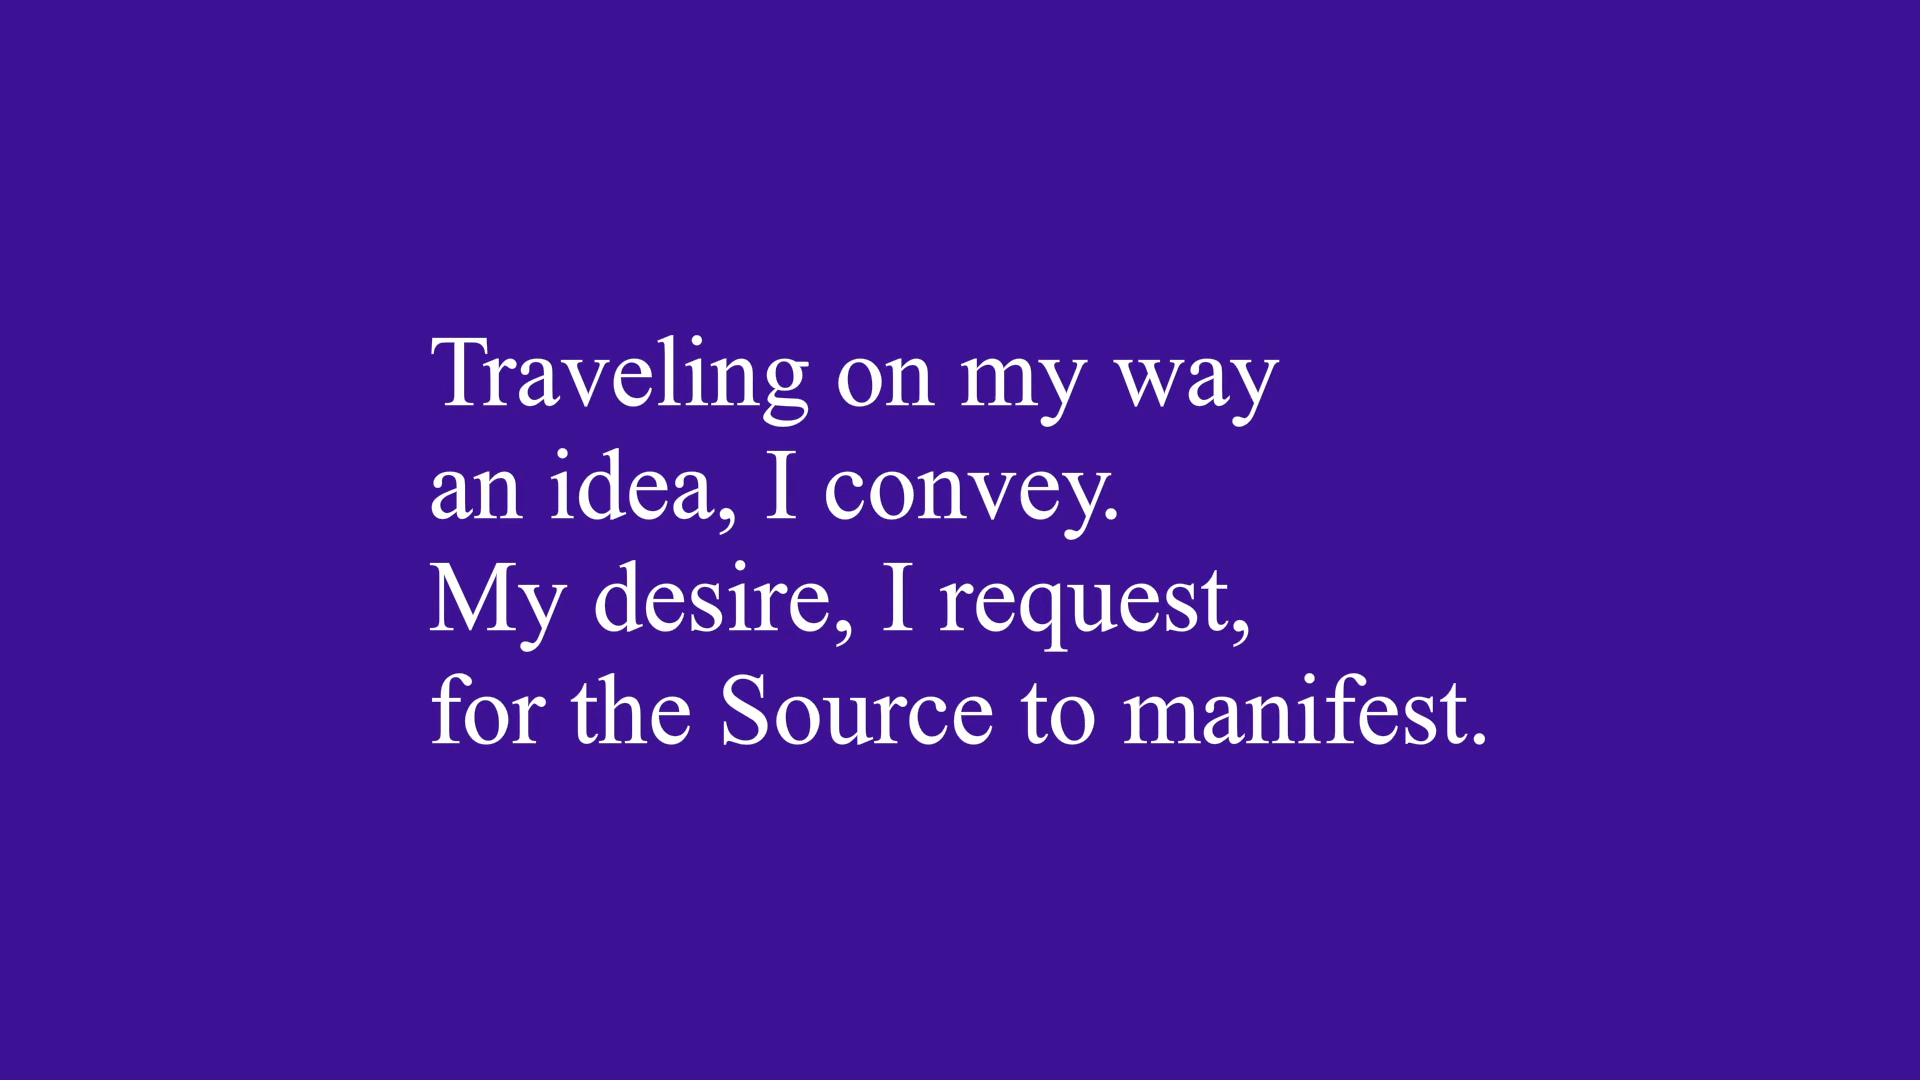 Traveling on my way
an idea, I convey.
My desire, I request,
for the Source to manifest.